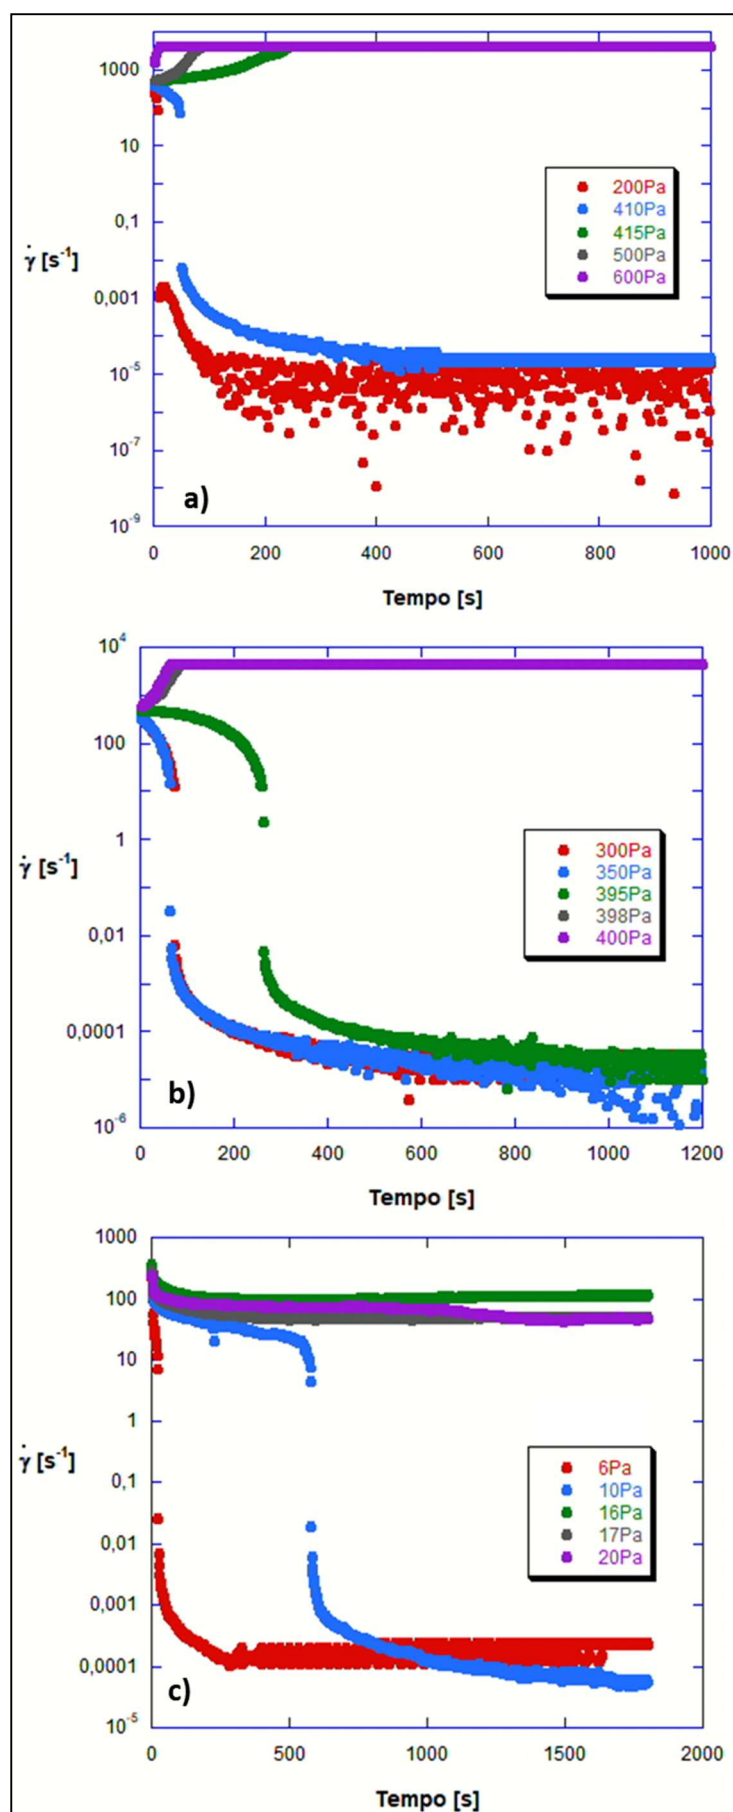 1000
10
0,1
γ̇ [s⁻¹]
0,001
10⁻⁵
10⁻⁷
10⁻⁹
200Pa
410Pa
415Pa
500Pa
600Pa
a)
0 200 400 600 800 1000
Tempo [s]
10⁴
100
1
γ̇ [s⁻¹]
0,01
0,0001
10⁻⁶
300Pa
350Pa
395Pa
398Pa
400Pa
b)
0 200 400 600 800 1000 1200
Tempo [s]
1000
100
10
1
γ̇ [s⁻¹]
0,1
0,01
0,001
0,0001
10⁻⁵
6Pa
10Pa
16Pa
17Pa
20Pa
c)
0 500 1000 1500 2000
Tempo [s]